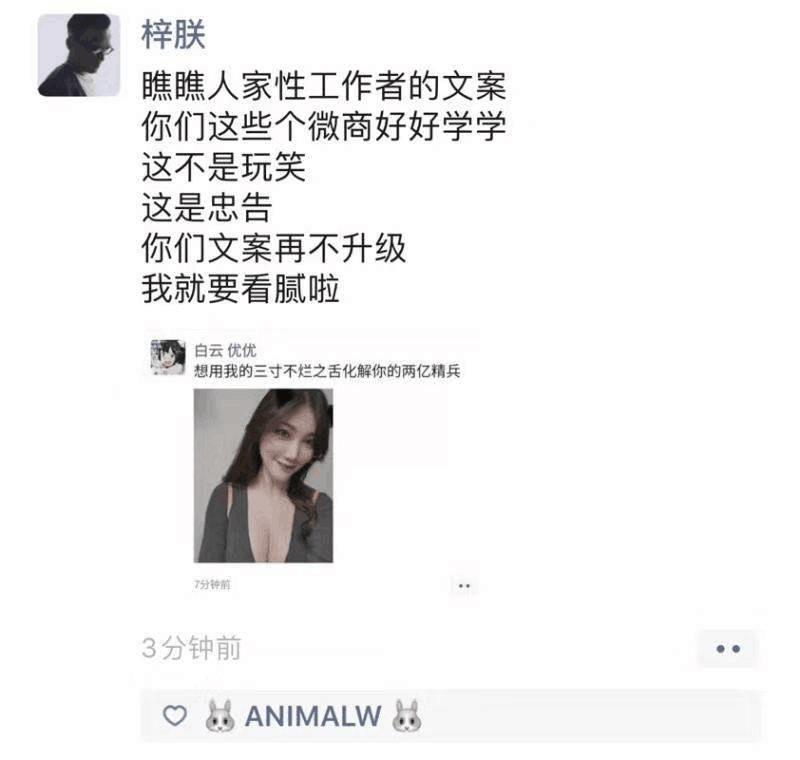 梓朕
瞧瞧人家性工作者的文案
你们这些个微商好好学学
这不是玩笑
这是忠告
你们文案再不升级
我就要看腻啦
白云 优优
想用我的三寸不烂之舌化解你的两亿精兵
7分钟前
3分钟前
ANIMALW